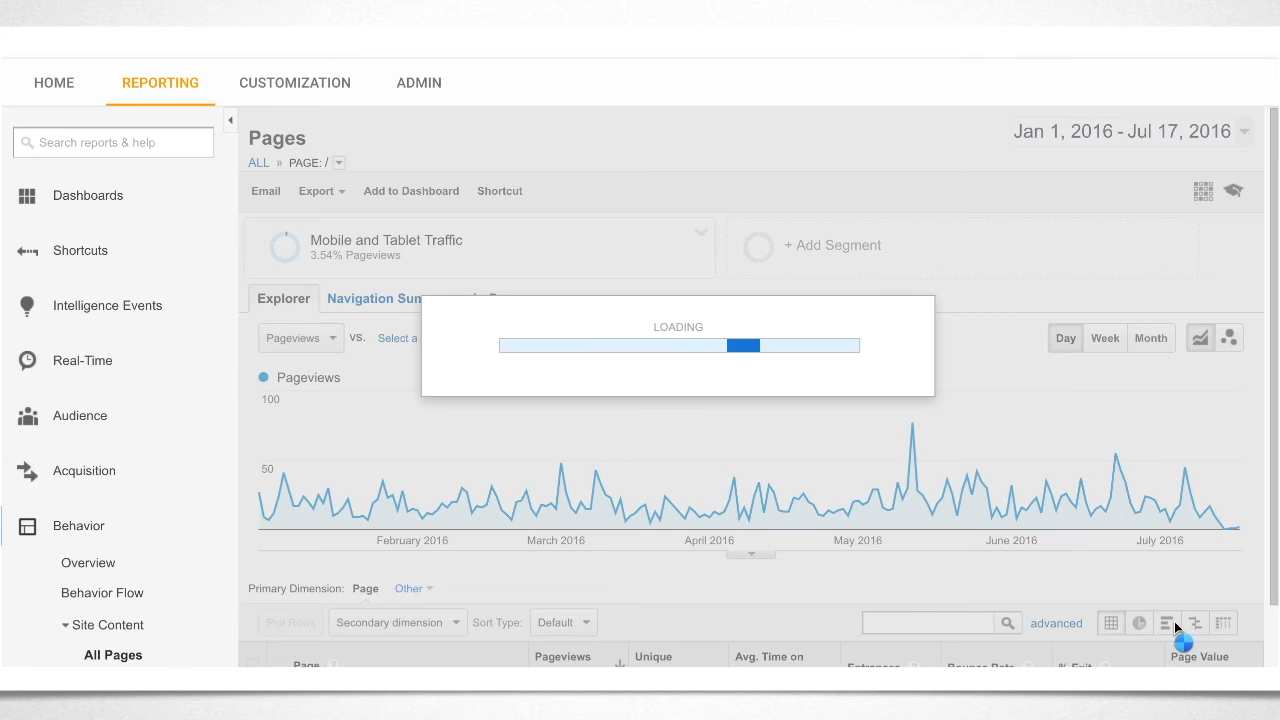 HOME REPORTING CUSTOMIZATION ADMIN
Search reports & help
Dashboards
Shortcuts
Intelligence Events
Real-Time
Audience
Acquisition
Behavior
Overview
Behavior Flow
Site Content
All Pages
Pages
Jan 1, 2016 - Jul 17, 2016
ALL » PAGE: /
Email Export Add to Dashboard Shortcut
Mobile and Tablet Traffic
3.54% Pageviews
+ Add Segment
Explorer Navigation Sum
Pageviews VS. Select a
Day Week Month
LOADING
Pageviews
100
50
February 2016 March 2016 April 2016 May 2016 June 2016 July 2016
Primary Dimension: Page Other
Plot Rows Secondary dimension Sort Type: Default advanced
Page Pageviews Unique Avg. Time on Entrances Bounce Rate % Exit Page Value